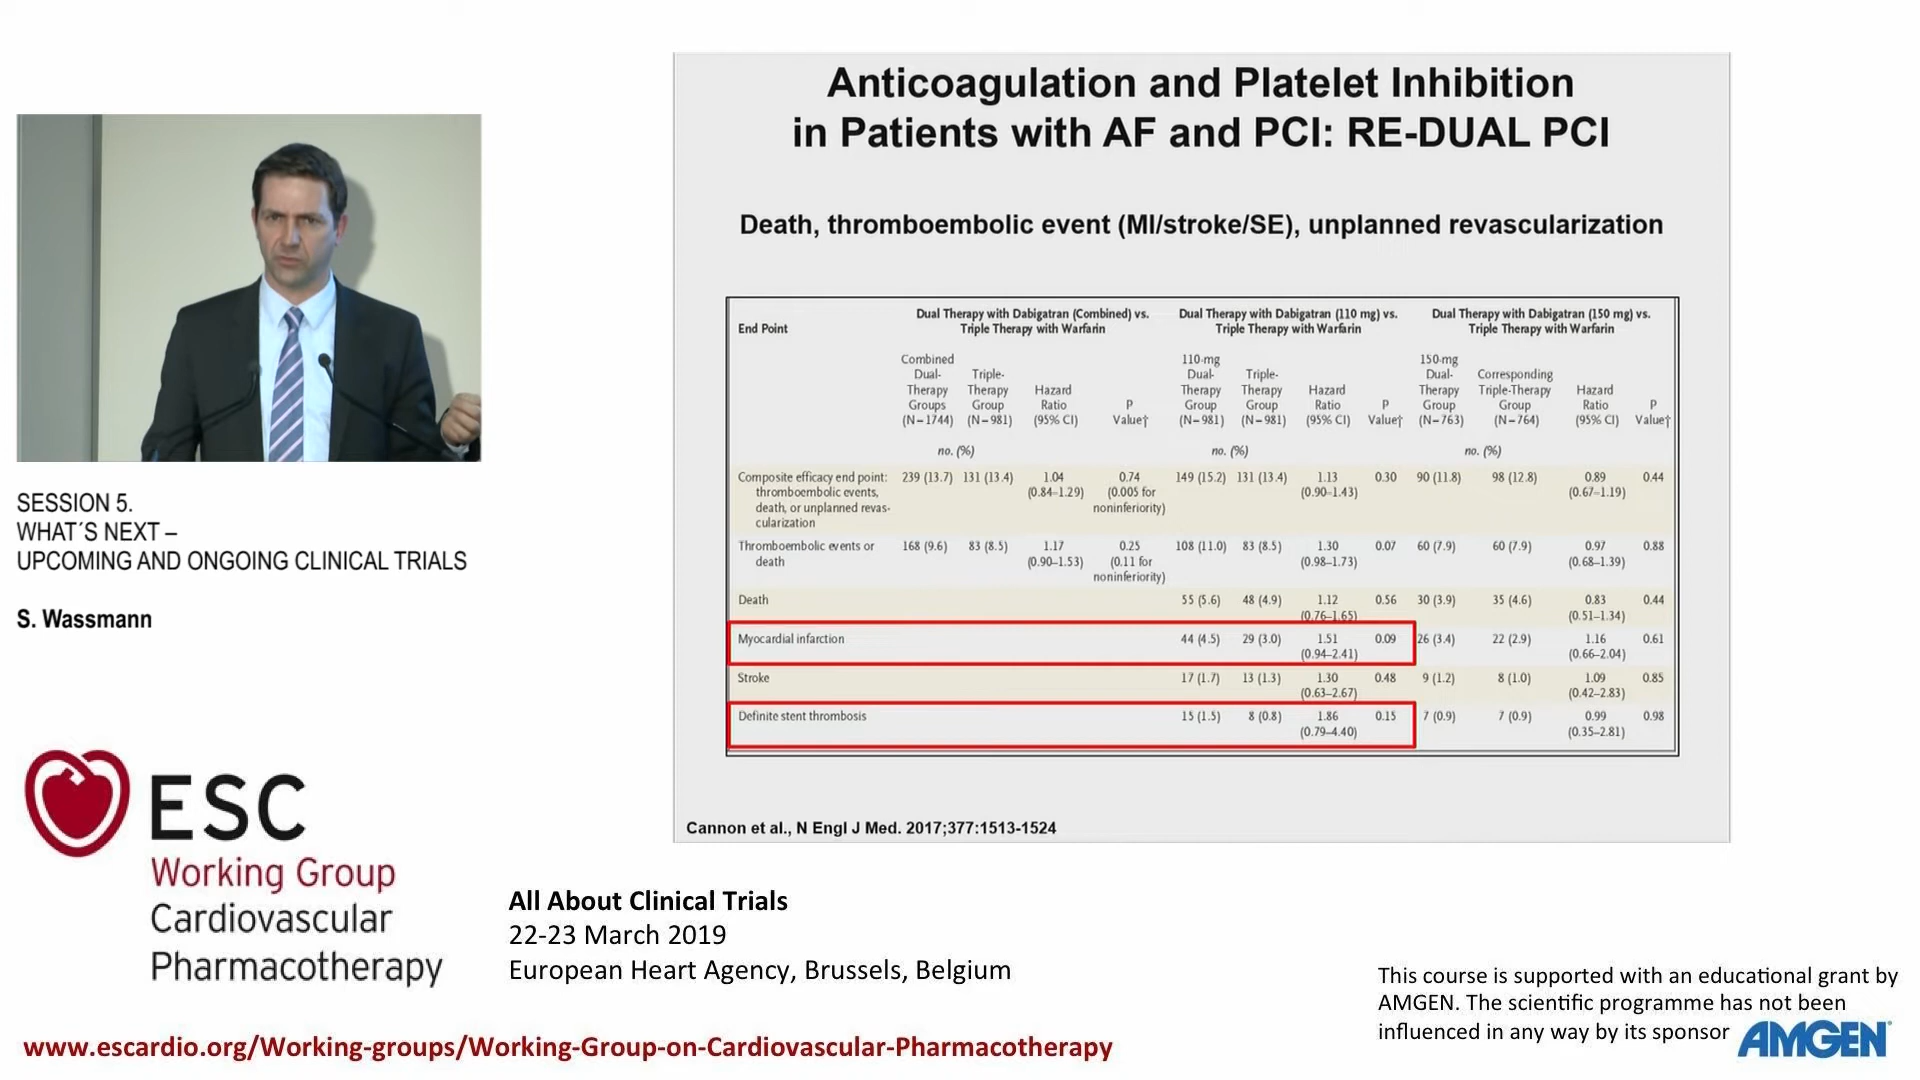 Anticoagulation and Platelet Inhibition
in Patients with AF and PCI: RE-DUAL PCI
Death, thromboembolic event (MI/stroke/SE), unplanned revascularization
End Point
Dual Therapy with Dabigatran (Combined) vs.
Triple Therapy with Warfarin
Dual Therapy with Dabigatran (110 mg) vs.
Triple Therapy with Warfarin
Dual Therapy with Dabigatran (150 mg) vs.
Triple Therapy with Warfarin
Combined
Dual-
Therapy
Groups
(N=1744)
Triple-
Therapy
Group
(N=981)
Hazard
Ratio
(95% CI)
P
Value†
110-mg
Dual-
Therapy
Group
(N=981)
Triple-
Therapy
Group
(N=981)
Hazard
Ratio
(95% CI)
P
Value†
150-mg
Dual-
Therapy
Group
(N=763)
Corresponding
Triple-Therapy
Group
(N=764)
Hazard
Ratio
(95% CI)
P
Value†
no. (%) no. (%) no. (%)
Composite efficacy end point: 239 (13.7) 131 (13.4) 1.04 0.74 149 (15.2) 131 (13.4) 1.13 0.30 90 (11.8) 98 (12.8) 0.89 0.44
thromboembolic events, (0.84–1.29) (0.005 for (0.90–1.43) (0.67–1.19)
death, or unplanned revas- noninferiority)
cularization
Thromboembolic events or 168 (9.6) 83 (8.5) 1.17 0.25 108 (11.0) 83 (8.5) 1.30 0.07 60 (7.9) 60 (7.9) 0.97 0.88
death (0.90–1.53) (0.11 for (0.98–1.73) (0.68–1.39)
noninferiority)
Death 55 (5.6) 48 (4.9) 1.12 0.56 30 (3.9) 35 (4.6) 0.83 0.44
(0.76–1.65) (0.51–1.34)
Myocardial infarction 44 (4.5) 29 (3.0) 1.51 0.09 26 (3.4) 22 (2.9) 1.16 0.61
(0.94–2.41) (0.66–2.04)
Stroke 17 (1.7) 13 (1.3) 1.30 0.48 9 (1.2) 8 (1.0) 1.09 0.85
(0.63–2.67) (0.42–2.83)
Definite stent thrombosis 15 (1.5) 8 (0.8) 1.86 0.15 7 (0.9) 7 (0.9) 0.99 0.98
(0.79–4.40) (0.35–2.81)
Cannon et al., N Engl J Med. 2017;377:1513-1524
SESSION 5.
WHAT´S NEXT –
UPCOMING AND ONGOING CLINICAL TRIALS
S. Wassmann
ESC
Working Group
Cardiovascular
Pharmacotherapy
All About Clinical Trials
22-23 March 2019
European Heart Agency, Brussels, Belgium
This course is supported with an educational grant by
AMGEN. The scientific programme has not been
influenced in any way by its sponsor
AMGEN®
www.escardio.org/Working-groups/Working-Group-on-Cardiovascular-Pharmacotherapy